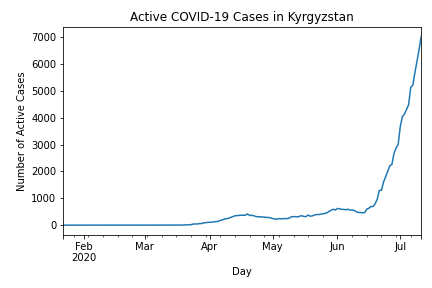 Active COVID-19 Cases in Kyrgyzstan
7000
6000
5000
4000
3000
2000
1000
0
Number of Active Cases
Feb Mar Apr May Jun Jul
2020
Day